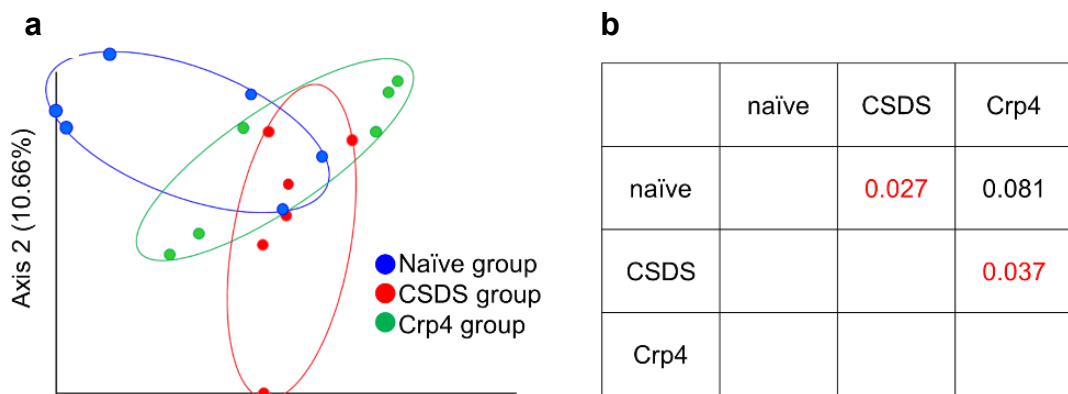 a
Axis 2 (10.66%)
Naïve group
CSDS group
Crp4 group
b
naïve CSDS Crp4
naïve 0.027 0.081
CSDS 0.037
Crp4